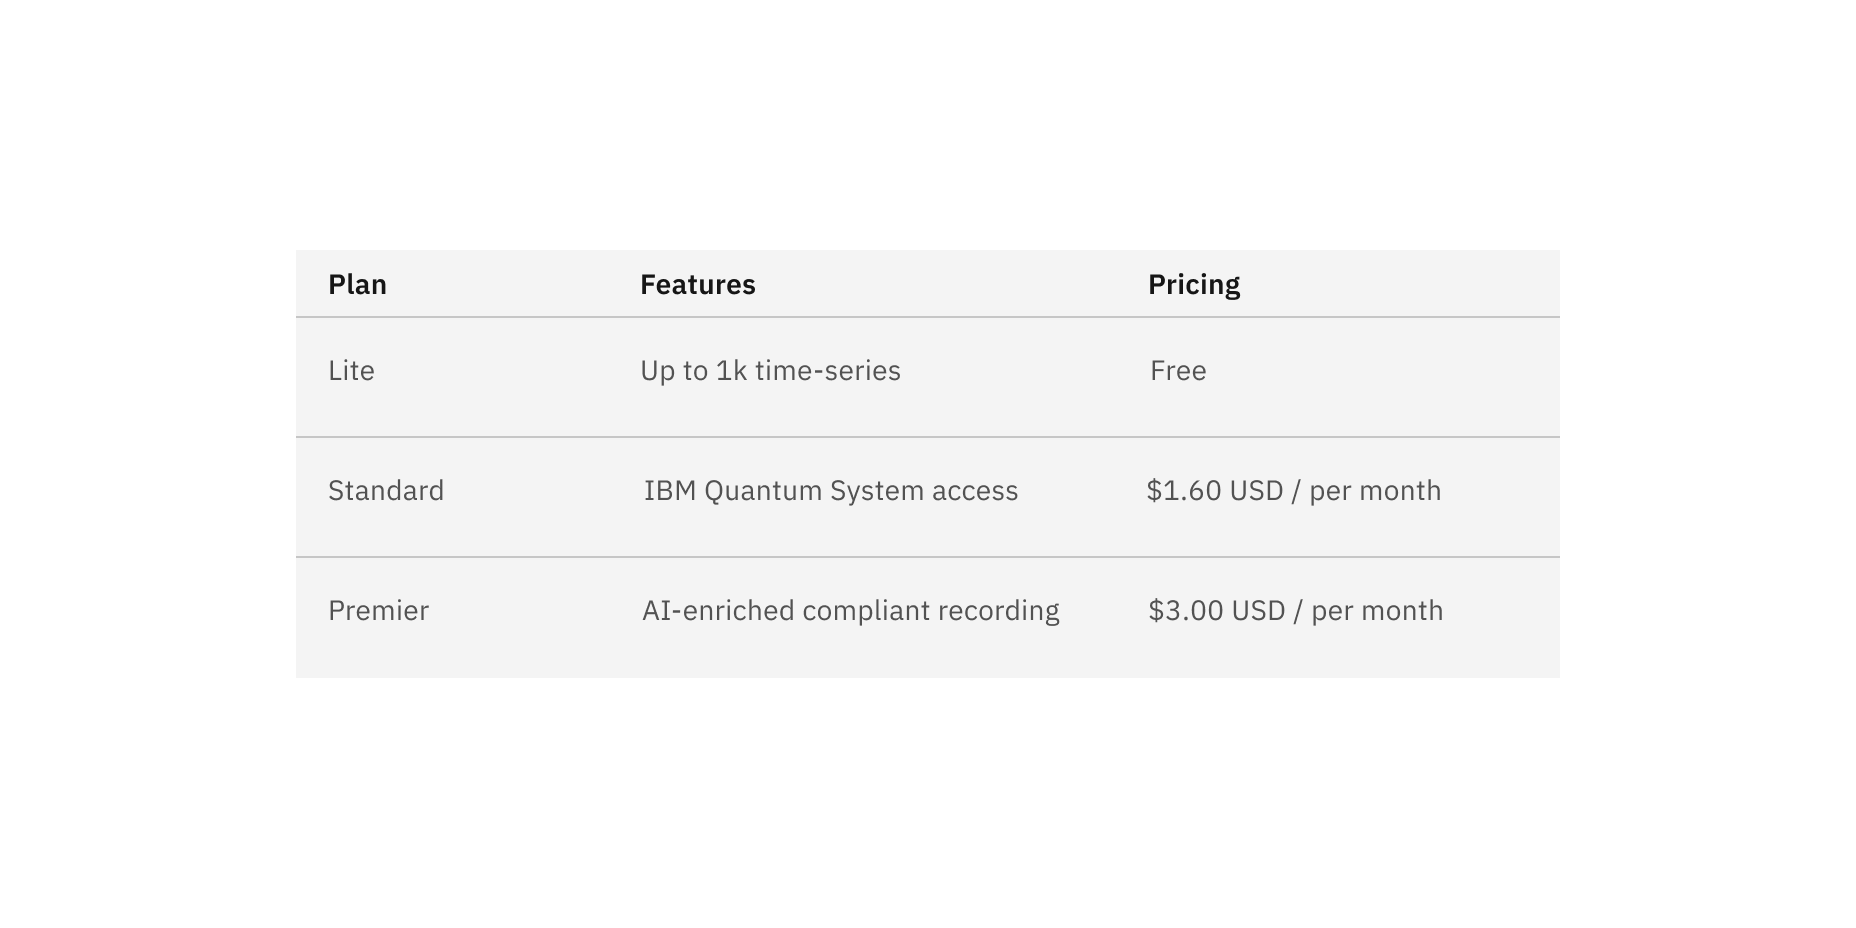 Plan Features Pricing
Lite Up to 1k time-series Free
Standard IBM Quantum System access $1.60 USD / per month
Premier AI-enriched compliant recording $3.00 USD / per month